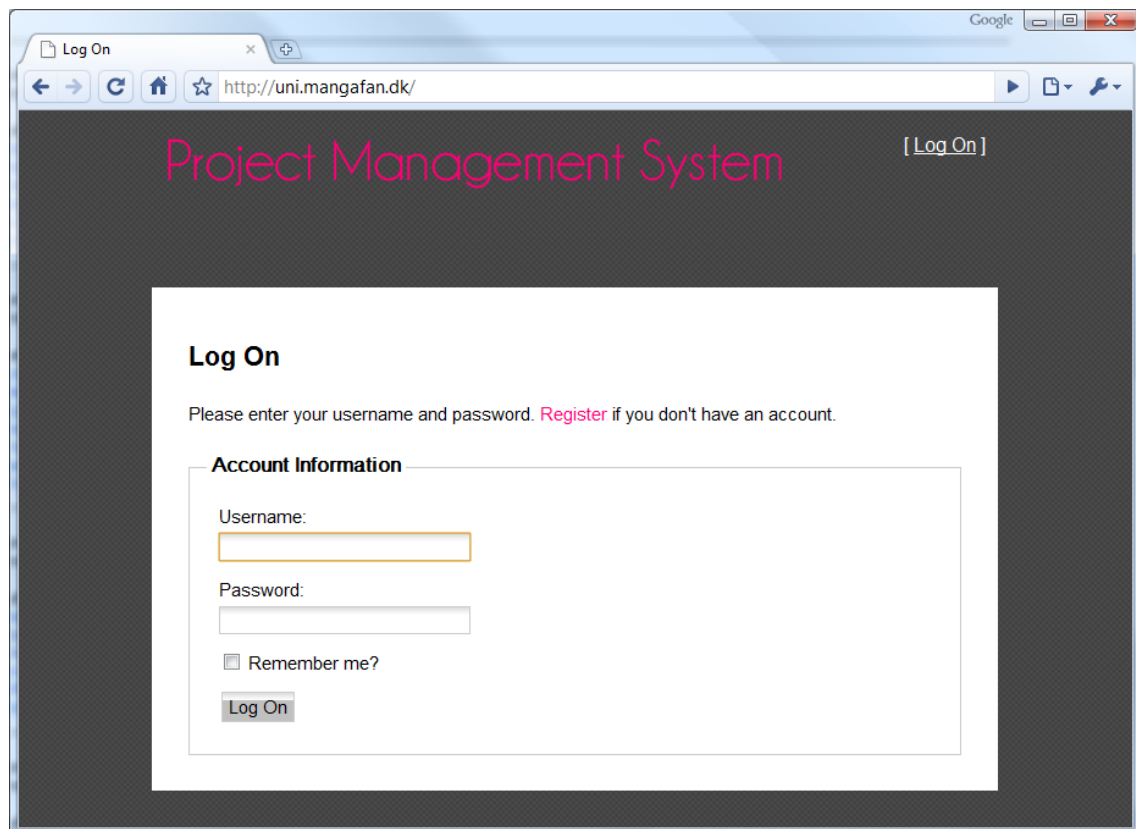 Google
Log On
http://uni.mangafan.dk/
Project Management System
[ Log On ]
Log On
Please enter your username and password. Register if you don't have an account.
Account Information
Username:
Password:
Remember me?
Log On